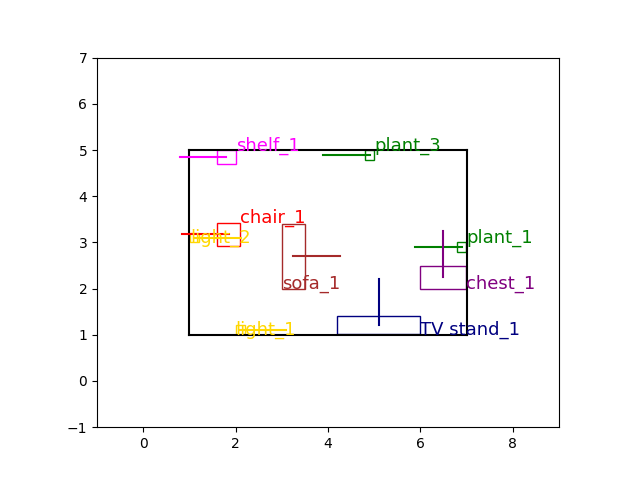 7
6
shelf_1
plant_3
5
4
chair_1
light_2
plant_1
3
sofa_1
chest_1
2
light_1
TV stand_1
1
0
−1
0
2
4
6
8